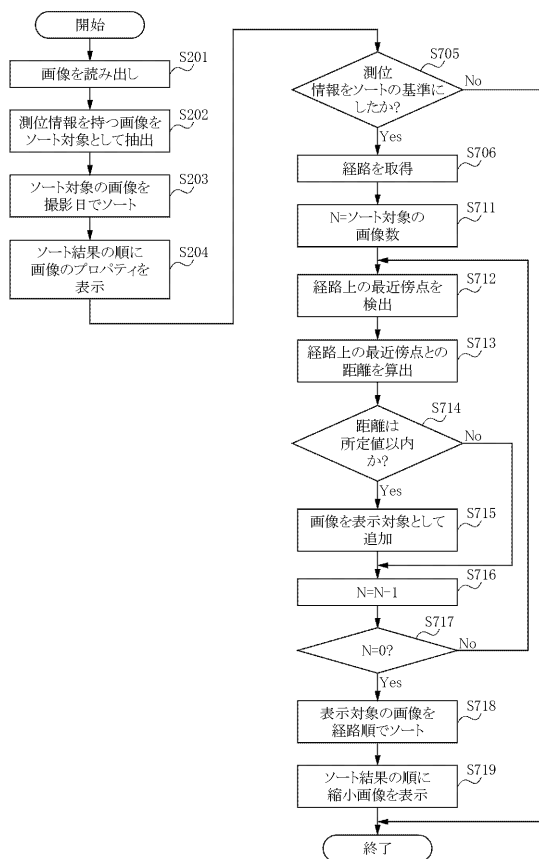 開始
S201
画像を読み出し
S202
測位情報を持つ画像を
ソート対象として抽出
S203
ソート対象の画像を
撮影日でソート
S204
ソート結果の順に
画像のプロパティを
表示
S705
測位
情報をソートの基準に
したか?
No
Yes
S706
経路を取得
S711
N=ソート対象の
画像数
S712
経路上の最近傍点を
検出
S713
経路上の最近傍点との
距離を算出
S714
距離は
所定値以内
か?
No
Yes
S715
画像を表示対象として
追加
S716
N=N-1
S717
N=0?
No
Yes
S718
表示対象の画像を
経路順でソート
S719
ソート結果の順に
縮小画像を表示
終了